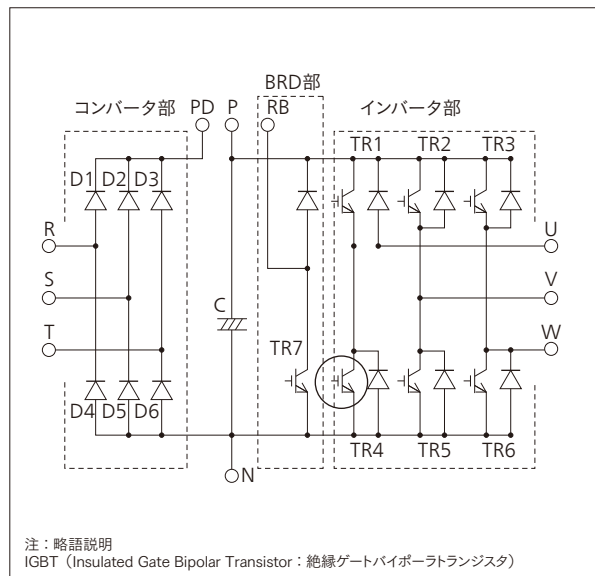 BRD部
コンバータ部 PD P RB インバータ部
TR1 TR2 TR3
D1 D2 D3
R U
S V
C
T W
TR7
D4 D5 D6
TR4 TR5 TR6
N
注：略語説明
IGBT（Insulated Gate Bipolar Transistor：絶縁ゲートバイポーラトランジスタ）